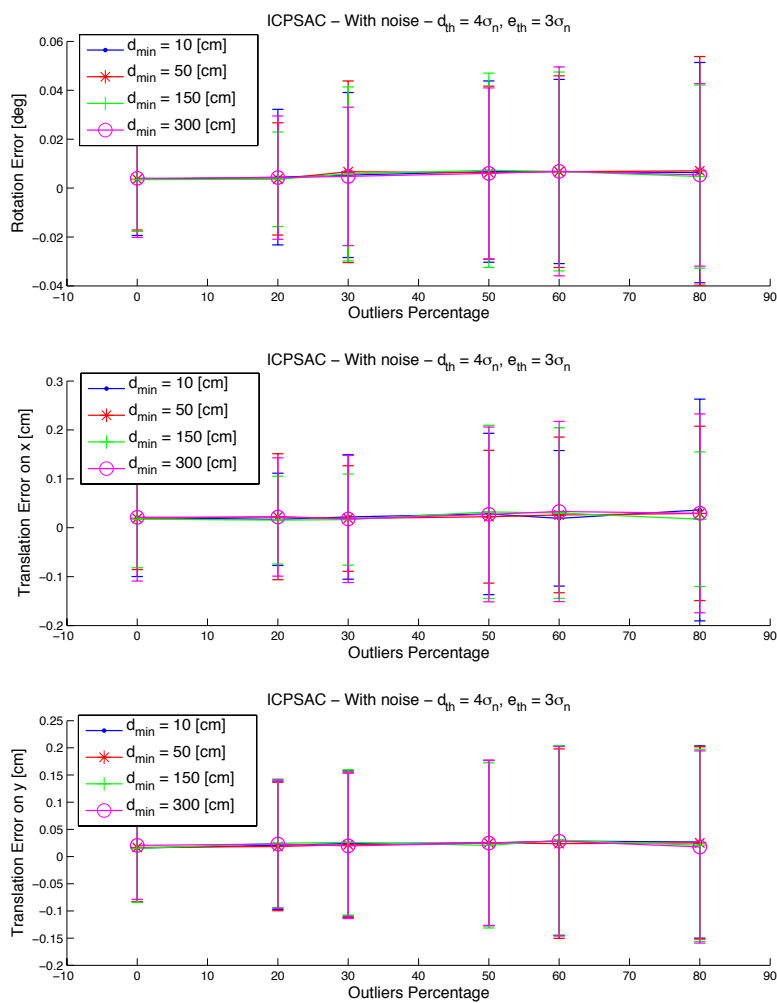 ICPSAC − With noise − d_th = 4σ_n, e_th = 3σ_n
Rotation Error [deg]
0.06
0.04
0.02
0
−0.02
−0.04
d_min = 10 [cm]
d_min = 50 [cm]
d_min = 150 [cm]
d_min = 300 [cm]
−10 0 10 20 30 40 50 60 70 80 90
Outliers Percentage
ICPSAC − With noise − d_th = 4σ_n, e_th = 3σ_n
Translation Error on x [cm]
0.3
0.2
0.1
0
−0.1
−0.2
d_min = 10 [cm]
d_min = 50 [cm]
d_min = 150 [cm]
d_min = 300 [cm]
−10 0 10 20 30 40 50 60 70 80 90
Outliers Percentage
ICPSAC − With noise − d_th = 4σ_n, e_th = 3σ_n
Translation Error on y [cm]
0.25
0.2
0.15
0.1
0.05
0
−0.05
−0.1
−0.15
−0.2
d_min = 10 [cm]
d_min = 50 [cm]
d_min = 150 [cm]
d_min = 300 [cm]
−10 0 10 20 30 40 50 60 70 80 90
Outliers Percentage